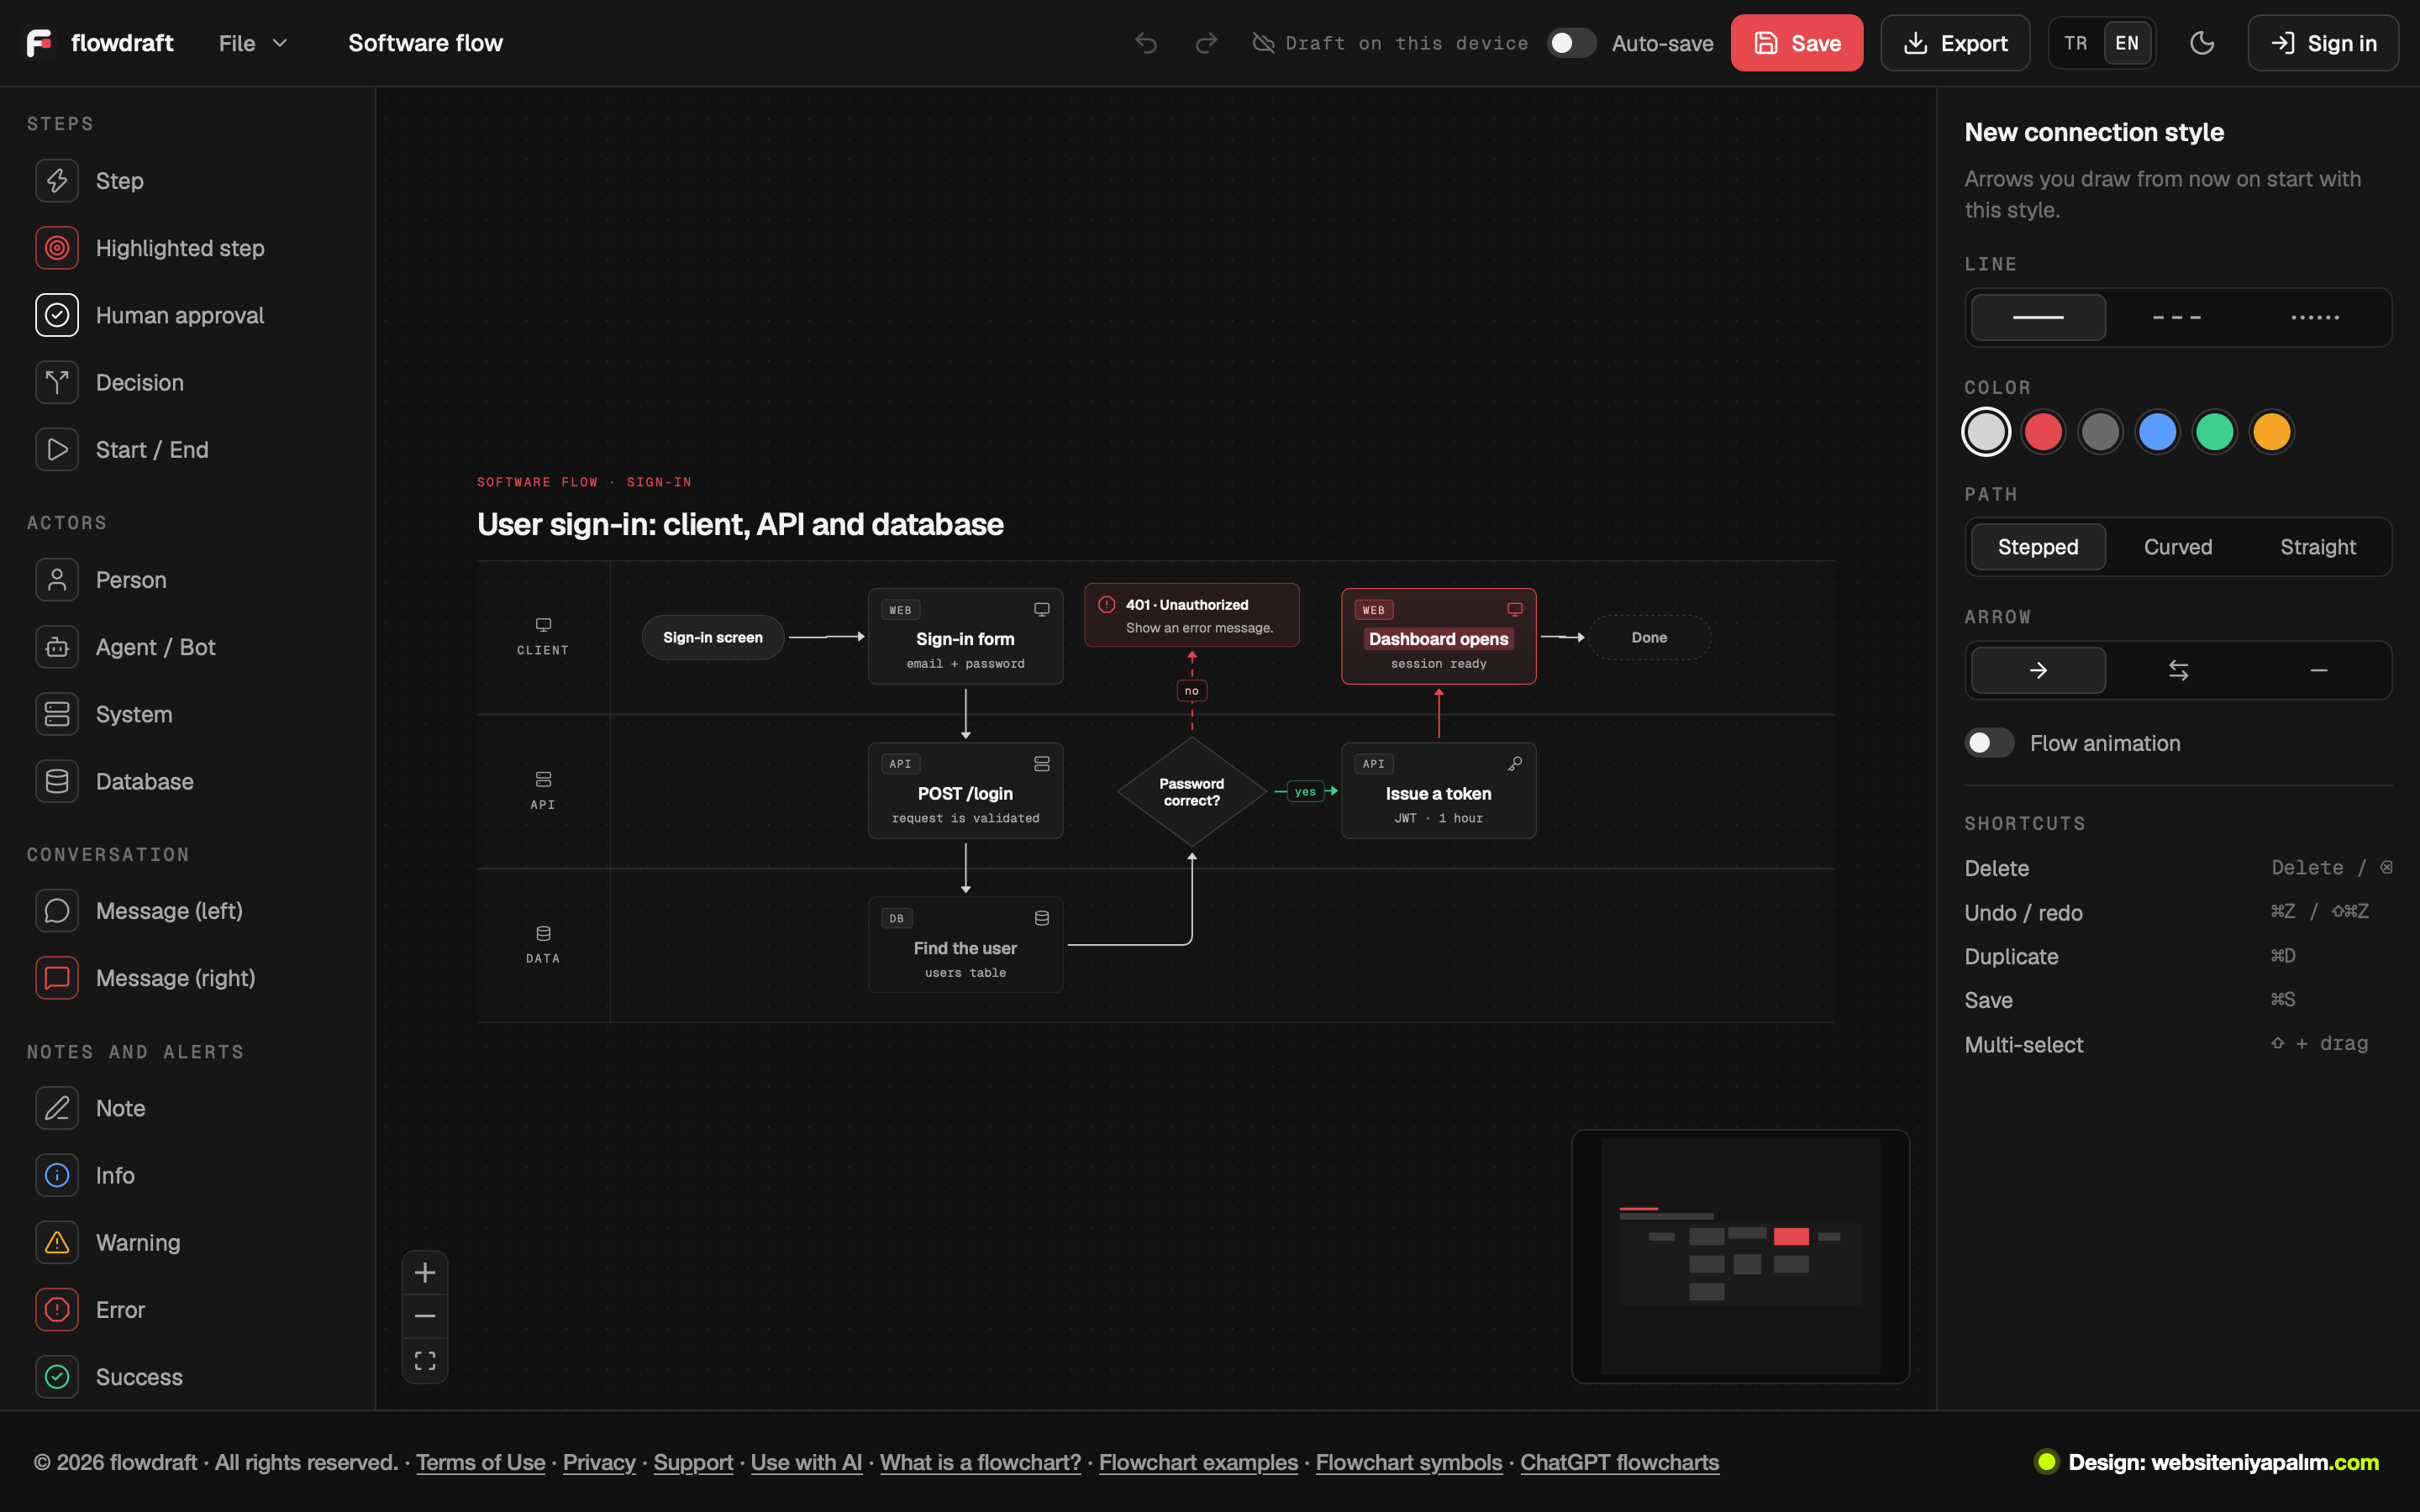 flowdraft
File
Software flow
Draft on this device
Auto-save
Save
Export
TR
EN
Sign in
STEPS
Step
Highlighted step
Human approval
Decision
Start / End
ACTORS
Person
Agent / Bot
System
Database
CONVERSATION
Message (left)
Message (right)
NOTES AND ALERTS
Note
Info
Warning
Error
Success
SOFTWARE FLOW · SIGN-IN
User sign-in: client, API and database
CLIENT
Sign-in screen
WEB
Sign-in form
email + password
401 · Unauthorized
Show an error message.
WEB
Dashboard opens
session ready
Done
no
API
API
POST /login
request is validated
Password
correct?
yes
API
Issue a token
JWT · 1 hour
DATA
DB
Find the user
users table
New connection style
Arrows you draw from now on start with
this style.
LINE
COLOR
PATH
Stepped
Curved
Straight
ARROW
Flow animation
SHORTCUTS
Delete
Delete / ⌫
Undo / redo
⌘Z / ⇧⌘Z
Duplicate
⌘D
Save
⌘S
Multi-select
⇧ + drag
© 2026 flowdraft · All rights reserved. · Terms of Use · Privacy · Support · Use with AI · What is a flowchart? · Flowchart examples · Flowchart symbols · ChatGPT flowcharts
Design: websiteniyapalım.com